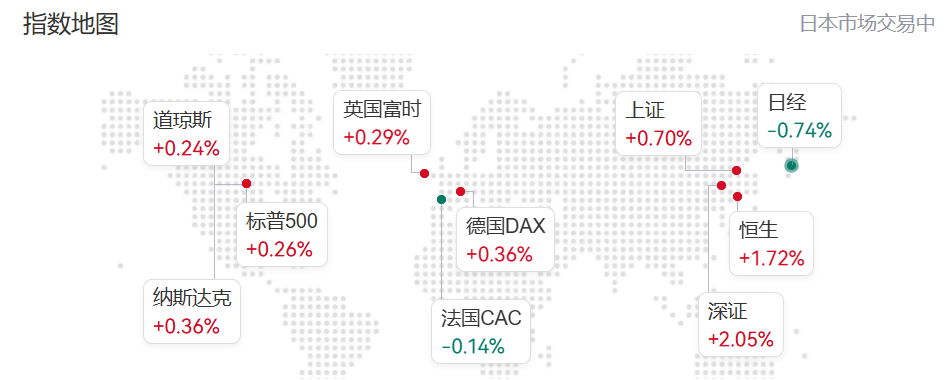 指数地图
日本市场交易中
道琼斯
+0.24%
标普500
+0.26%
纳斯达克
+0.36%
英国富时
+0.29%
德国DAX
+0.36%
法国CAC
-0.14%
上证
+0.70%
日经
-0.74%
恒生
+1.72%
深证
+2.05%